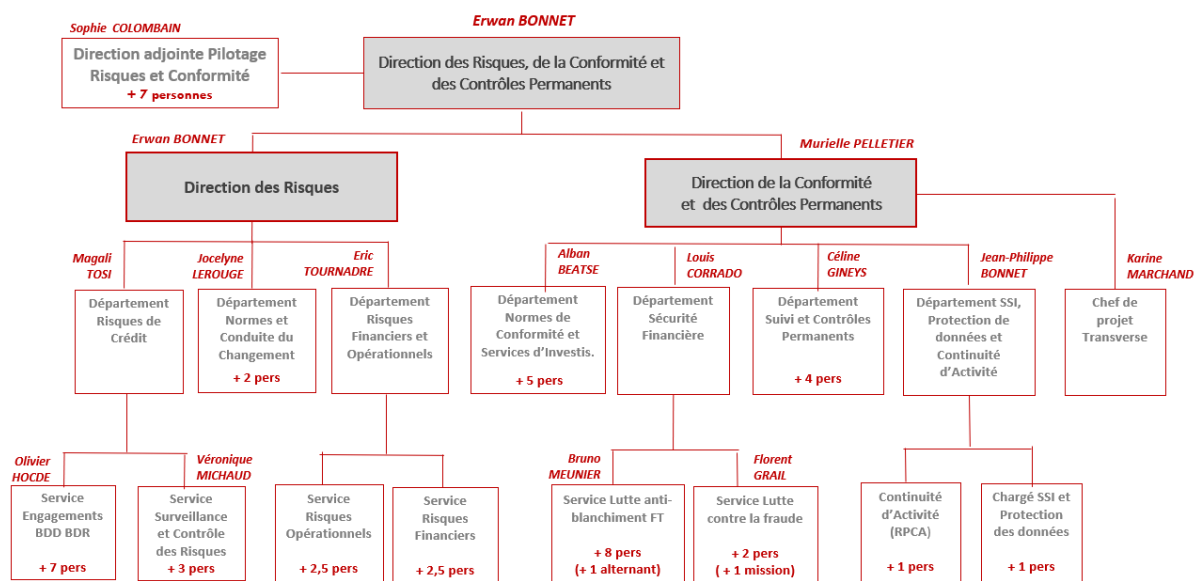 Sophie COLOMBAIN
Erwan BONNET
Direction adjointe Pilotage
Risques et Conformité
+ 7 personnes
Direction des Risques, de la Conformité et
des Contrôles Permanents
Erwan BONNET
Murielle PELLETIER
Direction des Risques
Direction de la Conformité
et des Contrôles Permanents
Magali
TOSI
Jocelyne
LEROUGE
Eric
TOURNADRE
Alban
BEATSE
Louis
CORRADO
Céline
GINEYS
Jean-Philippe
BONNET
Karine
MARCHAND
Département
Risques de
Crédit
Département
Normes et
Conduite du
Changement
+ 2 pers
Département
Risques
Financiers et
Opérationnels
Département
Normes de
Conformité et
Services d'Investis.
+ 5 pers
Département
Sécurité
Financière
Département
Suivi et Contrôles
Permanents
+ 4 pers
Département SSI,
Protection de
données et
Continuité
d'Activité
Chef de
projet
Transverse
Olivier
HOCDE
Véronique
MICHAUD
Bruno
MEUNIER
Florent
GRAIL
Service
Engagements
BDD BDR
+ 7 pers
Service
Surveillance
et Contrôle
des Risques
+ 3 pers
Service
Risques
Opérationnels
+ 2,5 pers
Service
Risques
Financiers
+ 2,5 pers
Service Lutte anti-
blanchiment FT
+ 8 pers
(+ 1 alternant)
Service Lutte
contre la fraude
+ 2 pers
( + 1 mission)
Continuité
d'Activité
(RPCA)
+ 1 pers
Chargé SSI et
Protection
des données
+ 1 pers